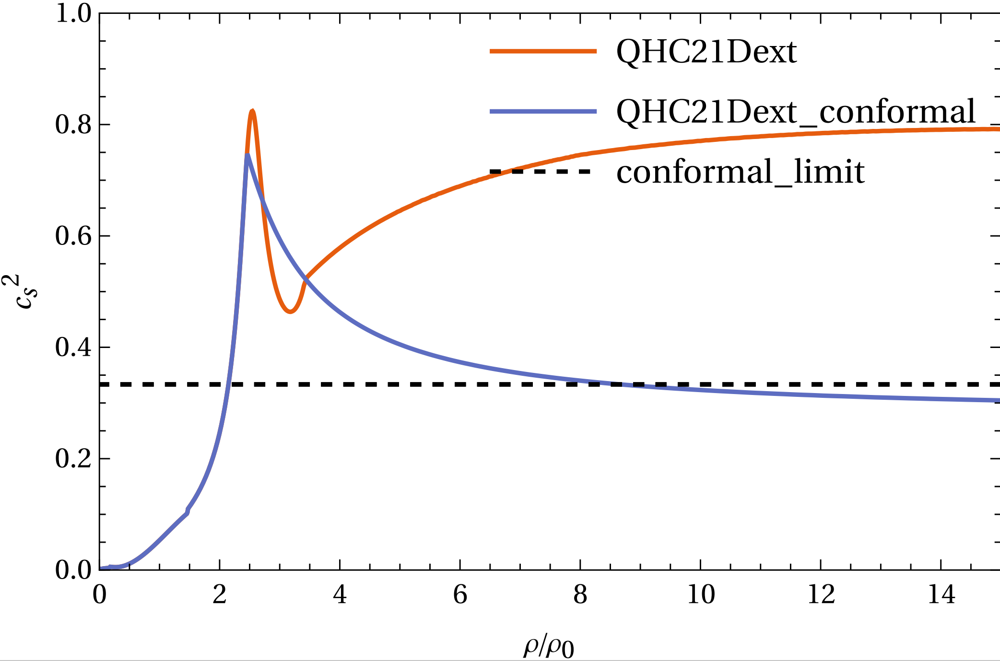 1.0
0.8
0.6
0.4
0.2
0.0
c_s^2
QHC21Dext
QHC21Dext_conformal
conformal_limit
0 2 4 6 8 10 12 14
ρ/ρ₀